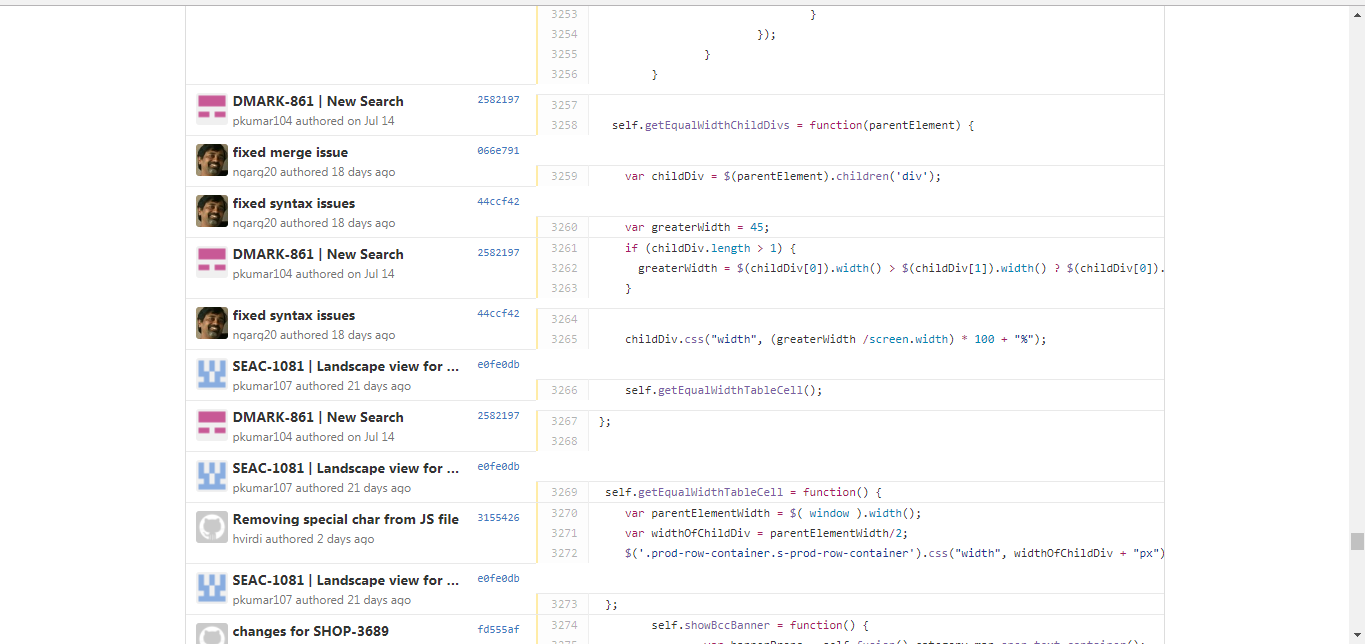 3253 }
3254 });
3255 }
3256 }
DMARK-861 | New Search 2582197
pkumar104 authored on Jul 14
3257
3258 self.getEqualWidthChildDivs = function(parentElement) {
fixed merge issue 066e791
ngarg20 authored 18 days ago
3259 var childDiv = $(parentElement).children('div');
fixed syntax issues 44ccf42
ngarg20 authored 18 days ago
3260 var greaterWidth = 45;
DMARK-861 | New Search 2582197
pkumar104 authored on Jul 14
3261 if (childDiv.length > 1) {
3262 greaterWidth = $(childDiv[0]).width() > $(childDiv[1]).width() ? $(childDiv[0]).
3263 }
fixed syntax issues 44ccf42
ngarg20 authored 18 days ago
3264
3265 childDiv.css("width", (greaterWidth /screen.width) * 100 + "%");
SEAC-1081 | Landscape view for ... e0fe0db
pkumar107 authored 21 days ago
3266 self.getEqualWidthTableCell();
DMARK-861 | New Search 2582197
pkumar104 authored on Jul 14
3267 };
3268
SEAC-1081 | Landscape view for ... e0fe0db
pkumar107 authored 21 days ago
3269 self.getEqualWidthTableCell = function() {
Removing special char from JS file 3155426
hvirdi authored 2 days ago
3270 var parentElementWidth = $( window ).width();
3271 var widthOfChildDiv = parentElementWidth/2;
3272 $('.prod-row-container.s-prod-row-container').css("width", widthOfChildDiv + "px")
SEAC-1081 | Landscape view for ... e0fe0db
pkumar107 authored 21 days ago
3273 };
changes for SHOP-3689 fd555af
3274 self.showBccBanner = function() {